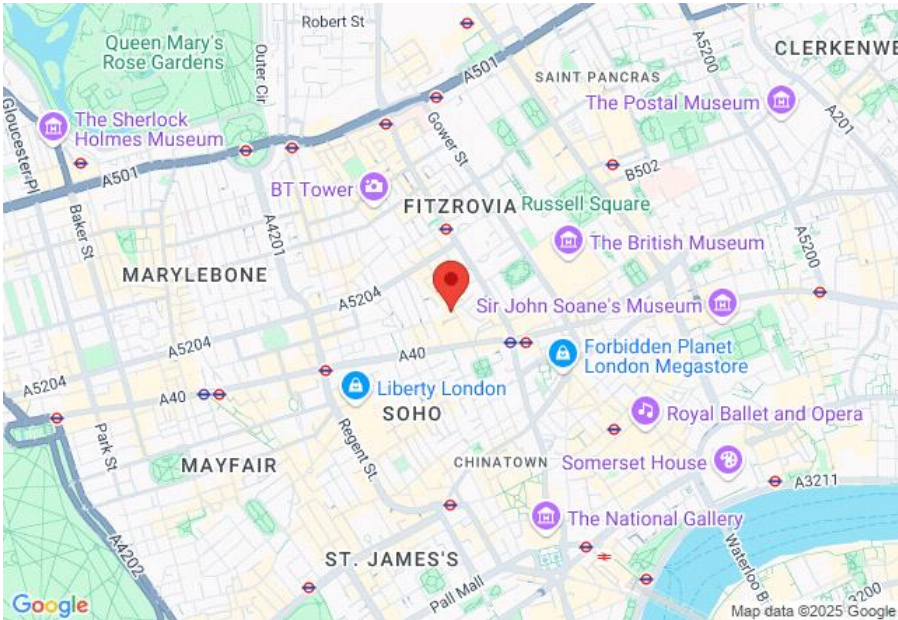 Robert St
Queen Mary's
Rose Gardens
Outer Cir
A501
A5200
CLERKENWE
SAINT PANCRAS
The Postal Museum
A201
Gloucester Pl
The Sherlock
Holmes Museum
A501
Gower St
B502
BT Tower
FITZROVIA
Russell Square
Baker St
A4201
The British Museum
A5200
MARYLEBONE
A5204
Sir John Soane's Museum
A5204
A40
Forbidden Planet
London Megastore
A5204
A40
Liberty London
SOHO
Royal Ballet and Opera
Park St
Regent St.
MAYFAIR
CHINATOWN
Somerset House
A3211
The National Gallery
A4202
ST. JAMES'S
Waterloo B
Pall Mall
3200
Google
Map data ©2025 Google